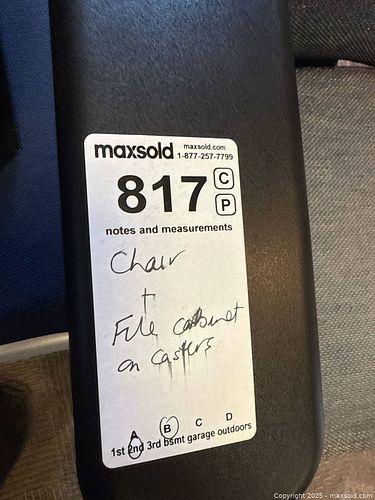 maxsold maxsold.com
1-877-257-7799
817 C
P
notes and measurements
Chair
+
File cabinet
on casters
A B C D
1st 2nd 3rd bsmt garage outdoors
Copyright 2025 - maxsold.com